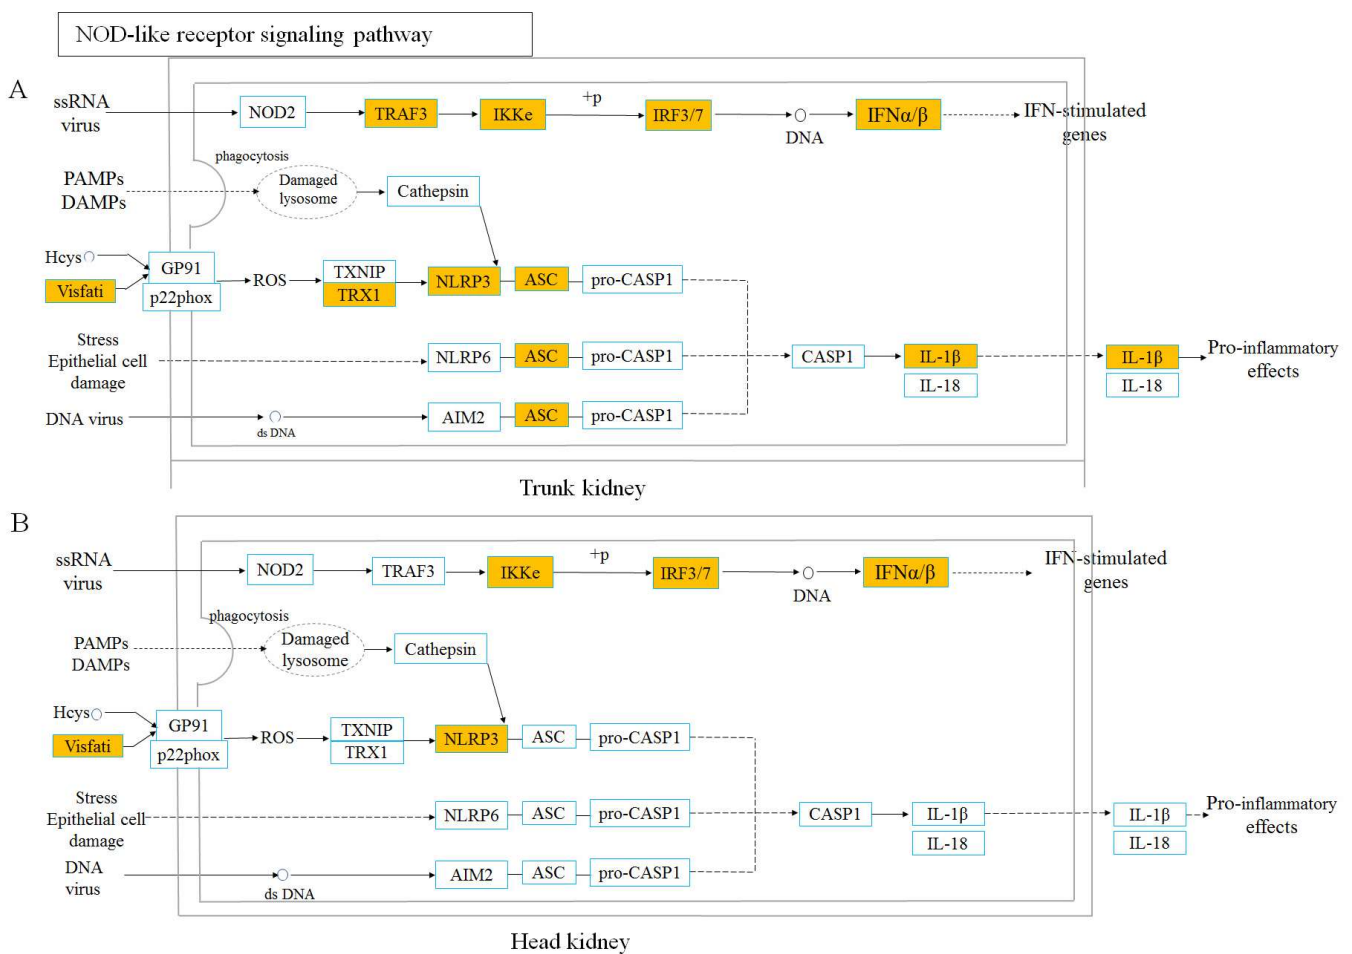 NOD-like receptor signaling pathway
A
ssRNA
virus
NOD2
TRAF3
IKKe
+p
IRF3/7
DNA
IFNα/β
IFN-stimulated
genes
phagocytosis
PAMPs
DAMPs
Damaged
lysosome
Cathepsin
Hcys
Visfati
GP91
p22phox
ROS
TXNIP
TRX1
NLRP3
ASC
pro-CASP1
Stress
Epithelial cell
damage
NLRP6
ASC
pro-CASP1
CASP1
IL-1β
IL-18
IL-1β
IL-18
Pro-inflammatory
effects
DNA virus
ds DNA
AIM2
ASC
pro-CASP1
Trunk kidney
B
ssRNA
virus
NOD2
TRAF3
IKKe
+p
IRF3/7
DNA
IFNα/β
IFN-stimulated
genes
phagocytosis
PAMPs
DAMPs
Damaged
lysosome
Cathepsin
Hcys
Visfati
GP91
p22phox
ROS
TXNIP
TRX1
NLRP3
ASC
pro-CASP1
Stress
Epithelial cell
damage
NLRP6
ASC
pro-CASP1
CASP1
IL-1β
IL-18
IL-1β
IL-18
Pro-inflammatory
effects
DNA
virus
ds DNA
AIM2
ASC
pro-CASP1
Head kidney